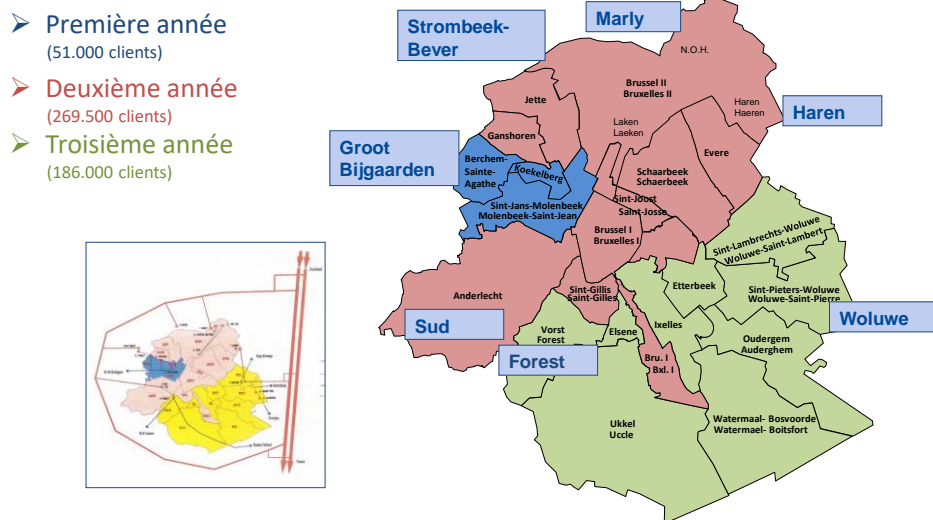 Première année
(51.000 clients)
Deuxième année
(269.500 clients)
Troisième année
(186.000 clients)
Strombeek-
Bever
Marly
Haren
Groot
Bijgaarden
Sud
Forest
Woluwe
N.O.H.
Brussel II
Bruxelles II
Jette
Laken
Laeken
Haren
Haeren
Ganshoren
Evere
Berchem-
Sainte-
Agathe
Koekelberg
Schaarbeek
Schaerbeek
Sint-Jans-Molenbeek
Molenbeek-Saint-Jean
Sint-Joost
Saint-Josse
Brussel I
Bruxelles I
Sint-Lambrechts-Woluwe
Woluwe-Saint-Lambert
Etterbeek
Sint-Pieters-Woluwe
Woluwe-Saint-Pierre
Anderlecht
Sint-Gillis
Saint-Gilles
Vorst
Forest
Elsene
Ixelles
Oudergem
Auderghem
Bru. I
Bxl. I
Ukkel
Uccle
Watermaal- Bosvoorde
Watermael- Boitsfort